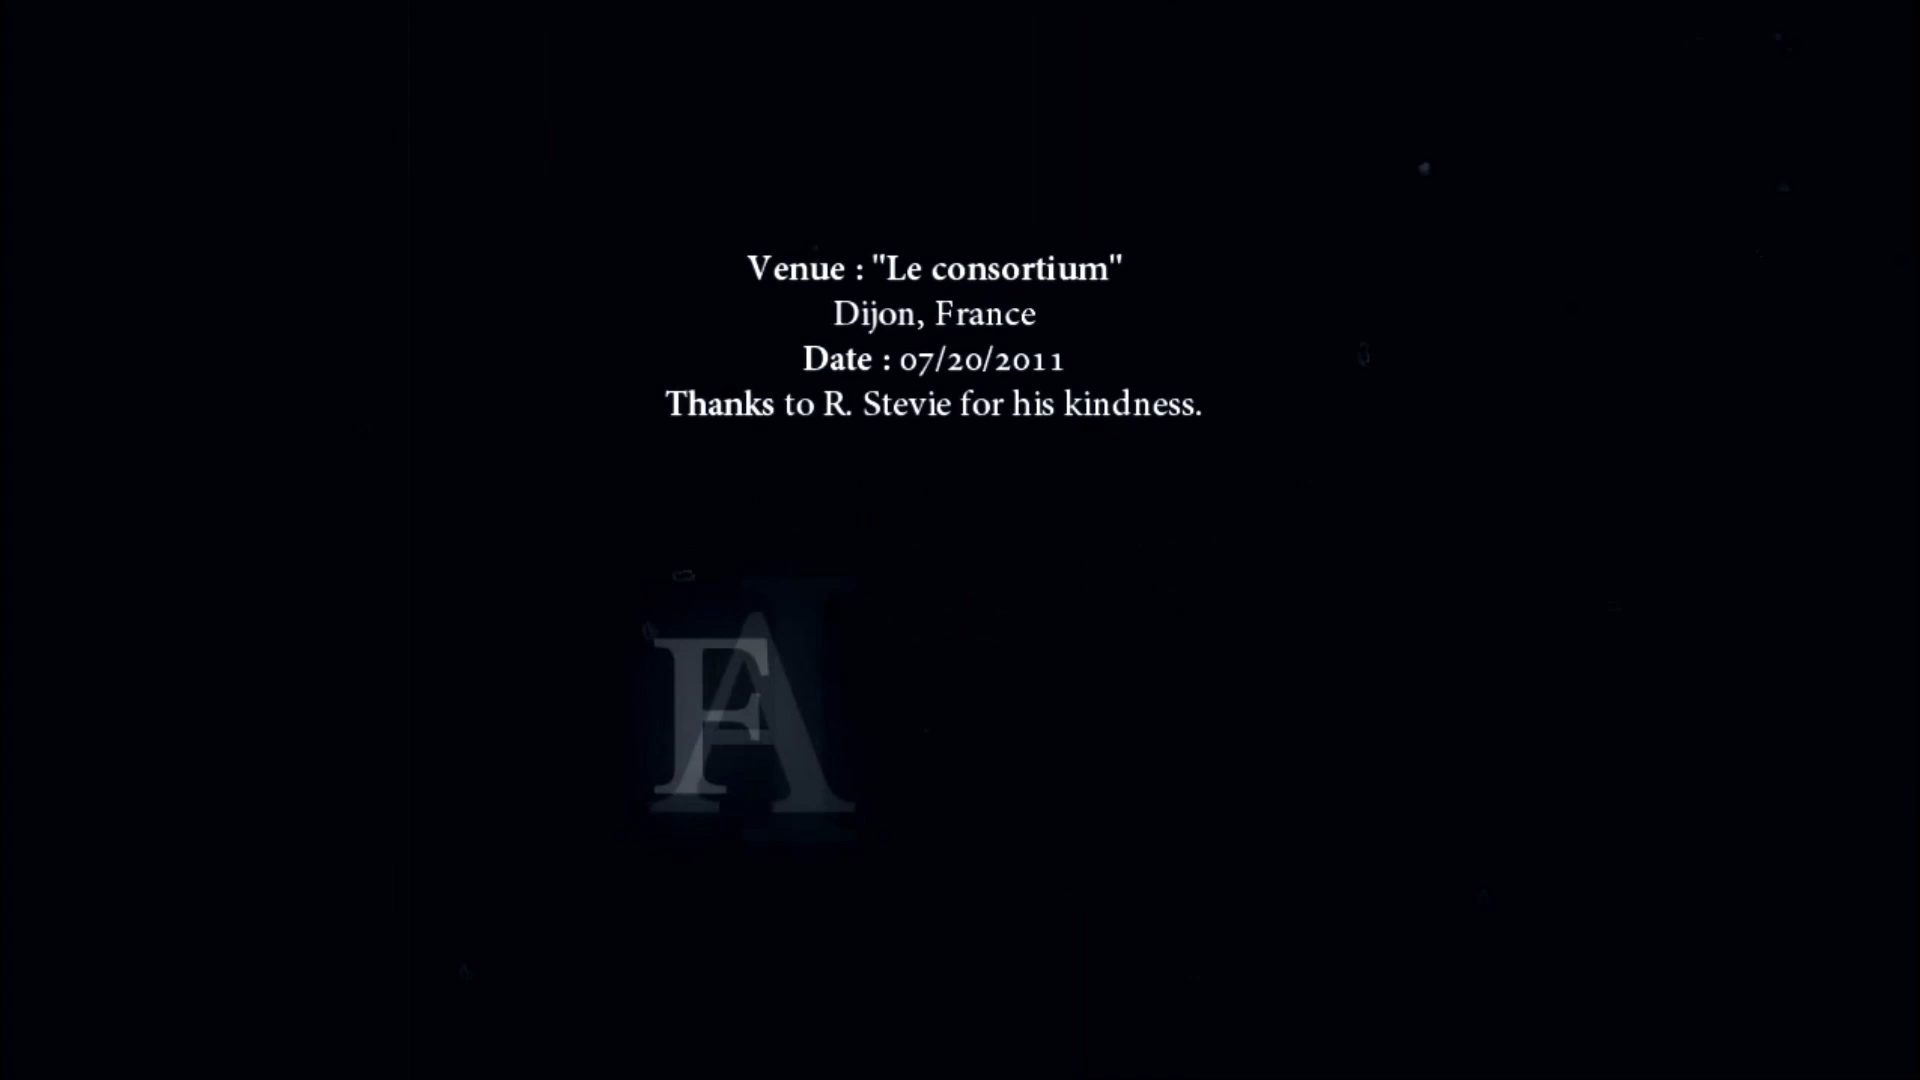 Venue : "Le consortium"
Dijon, France
Date : 07/20/2011
Thanks to R. Stevie for his kindness.
FA